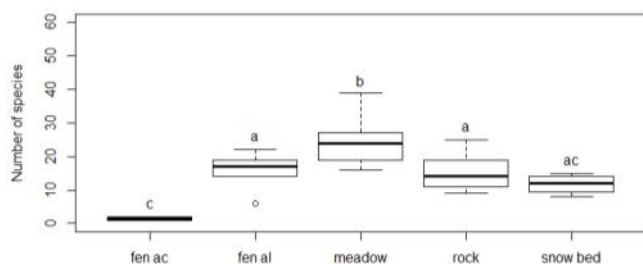 Number of species
60
50
40
30
20
10
0
c
a
b
a
ac
fen ac
fen al
meadow
rock
snow bed